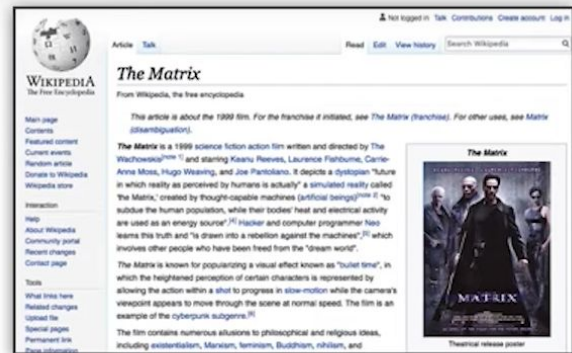 Not logged in Talk Contributions Create account Log in
Article Talk
Read Edit View history Search Wikipedia
WIKIPEDIA
The Free Encyclopedia
Main page
Contents
Featured content
Current events
Random article
Donate to Wikipedia
Wikipedia store
Interaction
Help
About Wikipedia
Community portal
Recent changes
Contact page
Tools
What links here
Related changes
Upload file
Special pages
Permanent link
Page information
The Matrix
From Wikipedia, the free encyclopedia
This article is about the 1999 film. For the franchise it initiated, see The Matrix (franchise). For other uses, see Matrix
(disambiguation).
The Matrix is a 1999 science fiction action film written and directed by The
Wachowskis[note 1] and starring Keanu Reeves, Laurence Fishburne, Carrie-
Anne Moss, Hugo Weaving, and Joe Pantoliano. It depicts a dystopian "future
in which reality as perceived by humans is actually" a simulated reality called
'the Matrix,' created by thought-capable machines (artificial beings)[note 2] "to
subdue the human population, while their bodies' heat and electrical activity
are used as an energy source".[4] Hacker and computer programmer Neo
learns this truth and "is drawn into a rebellion against the machines",[5] which
involves other people who have been freed from the "dream world".
The Matrix is known for popularizing a visual effect known as "bullet time", in
which the heightened perception of certain characters is represented by
allowing the action within a shot to progress in slow-motion while the camera's
viewpoint appears to move through the scene at normal speed. The film is an
example of the cyberpunk subgenre.[6]
The film contains numerous allusions to philosophical and religious ideas,
including existentialism, Marxism, feminism, Buddhism, nihilism, and
The Matrix
MATRIX
Theatrical release poster